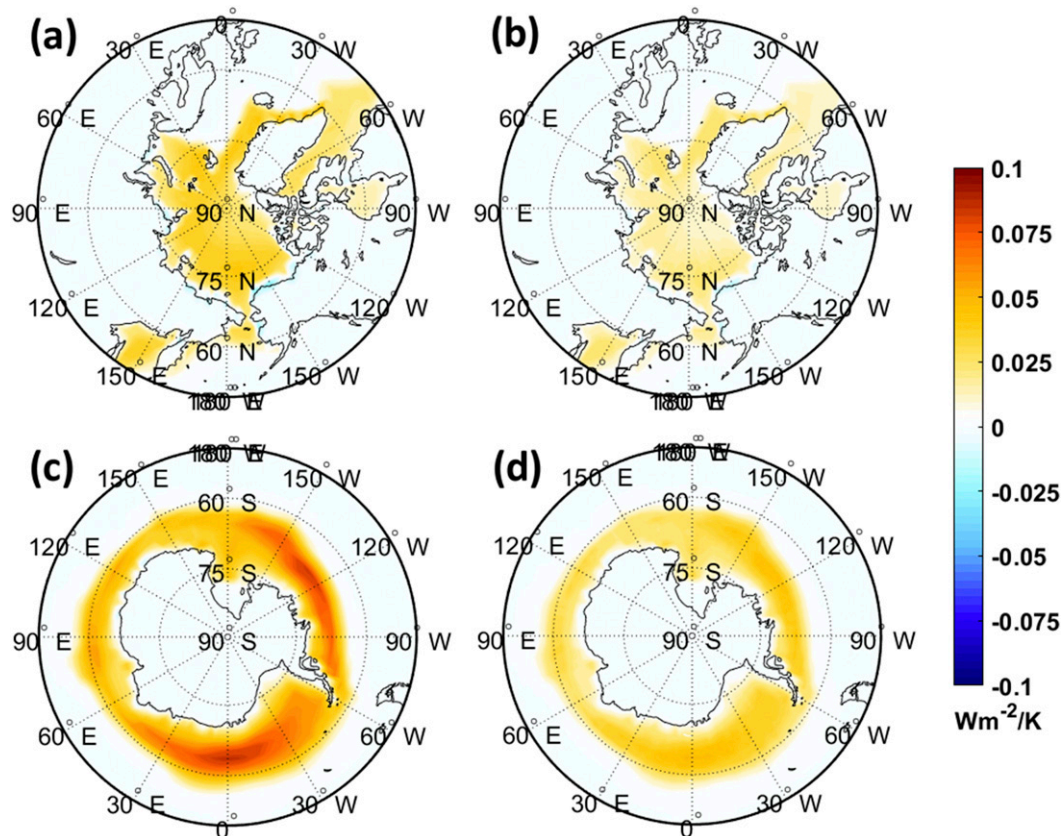 (a)
0°
30° E
30° W
60° E
60° W
90° E
90° N
90° W
75° N
120° E
120° W
60° N
150° E
150° W
(b)
0°
30° E
30° W
60° E
60° W
90° E
90° N
90° W
75° N
120° E
120° W
60° N
150° E
150° W
(c)
150° E
150° W
60° S
120° E
120° W
75° S
90° E
90° S
90° W
60° E
60° W
30° E
30° W
0°
(d)
150° E
150° W
60° S
120° E
120° W
75° S
90° E
90° S
90° W
60° E
60° W
30° E
30° W
0°
0.1
0.075
0.05
0.025
0
-0.025
-0.05
-0.075
-0.1
Wm⁻²/K